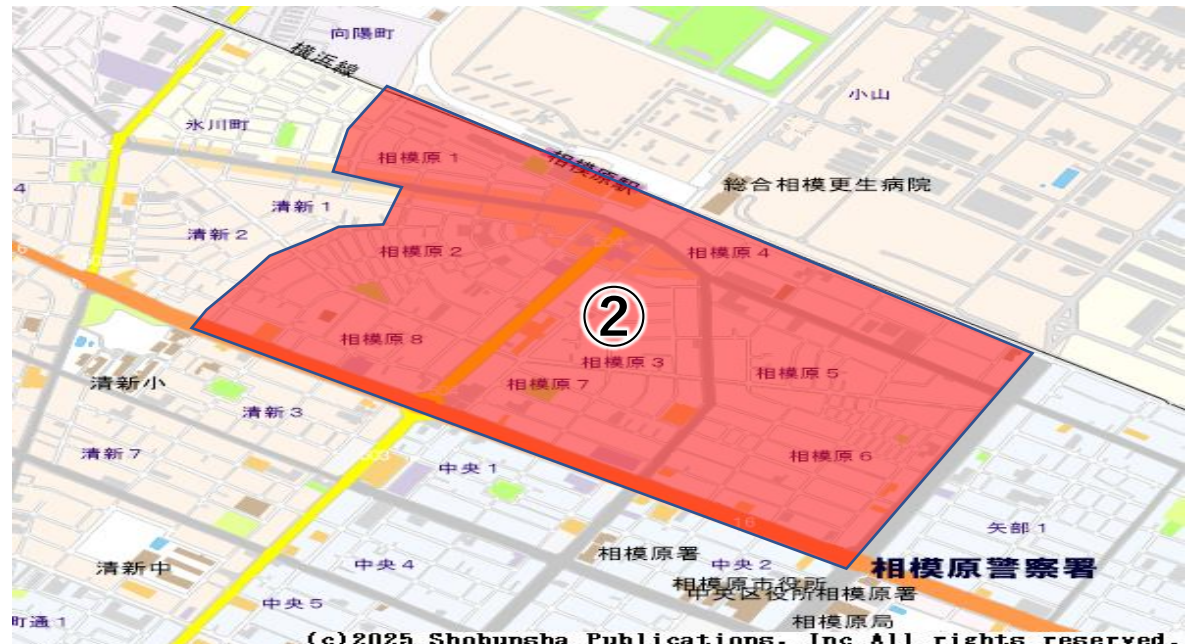 向陽町
横浜線
小山
氷川町
相模原 1
相模原駅
総合相模更生病院
4
清新 1
清新 2
相模原 2
相模原 4
②
相模原 8
相模原 3
相模原 5
清新小
相模原 7
清新 3
清新 7
中央 1
相模原 6
16
矢部 1
相模原署
清新中
中央 4
中央 2
相模原警察署
相模原市役所
中央区役所相模原署
中央 5
町通 1
相模原局
(c)2025 Shobunsha Publications, Inc All rights reserved.